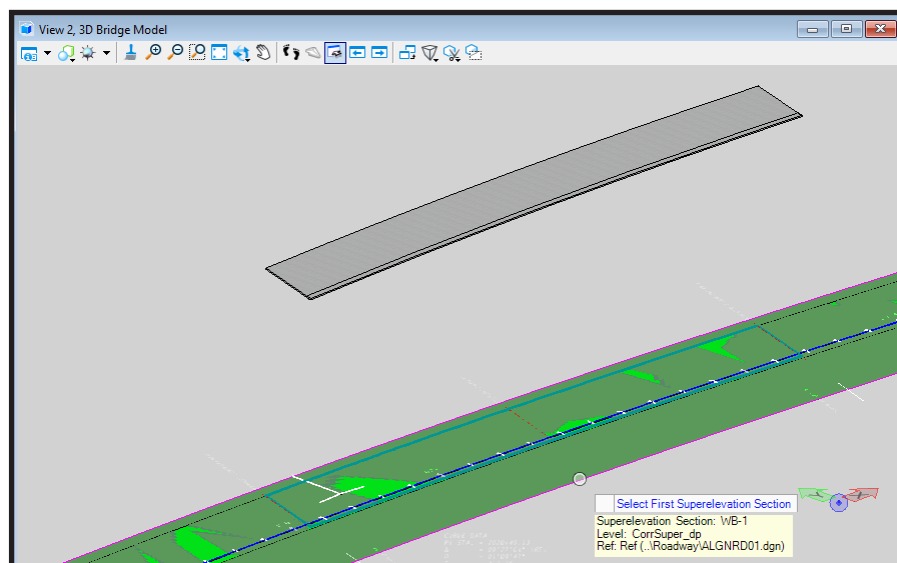 View 2, 3D Bridge Model
Select First Superelevation Section
Superelevation Section: WB-1
Level: CorrSuper_dp
Ref: Ref (..\Roadway\ALGNRD01.dgn)